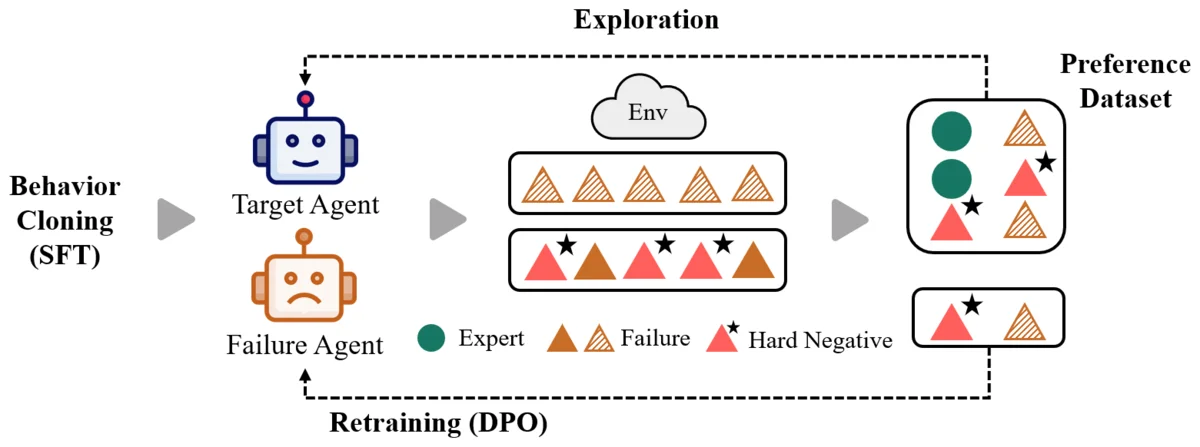 Exploration
Preference
Dataset
Env
Behavior
Cloning
(SFT)
Target Agent
Failure Agent
Expert
Failure
Hard Negative
Retraining (DPO)